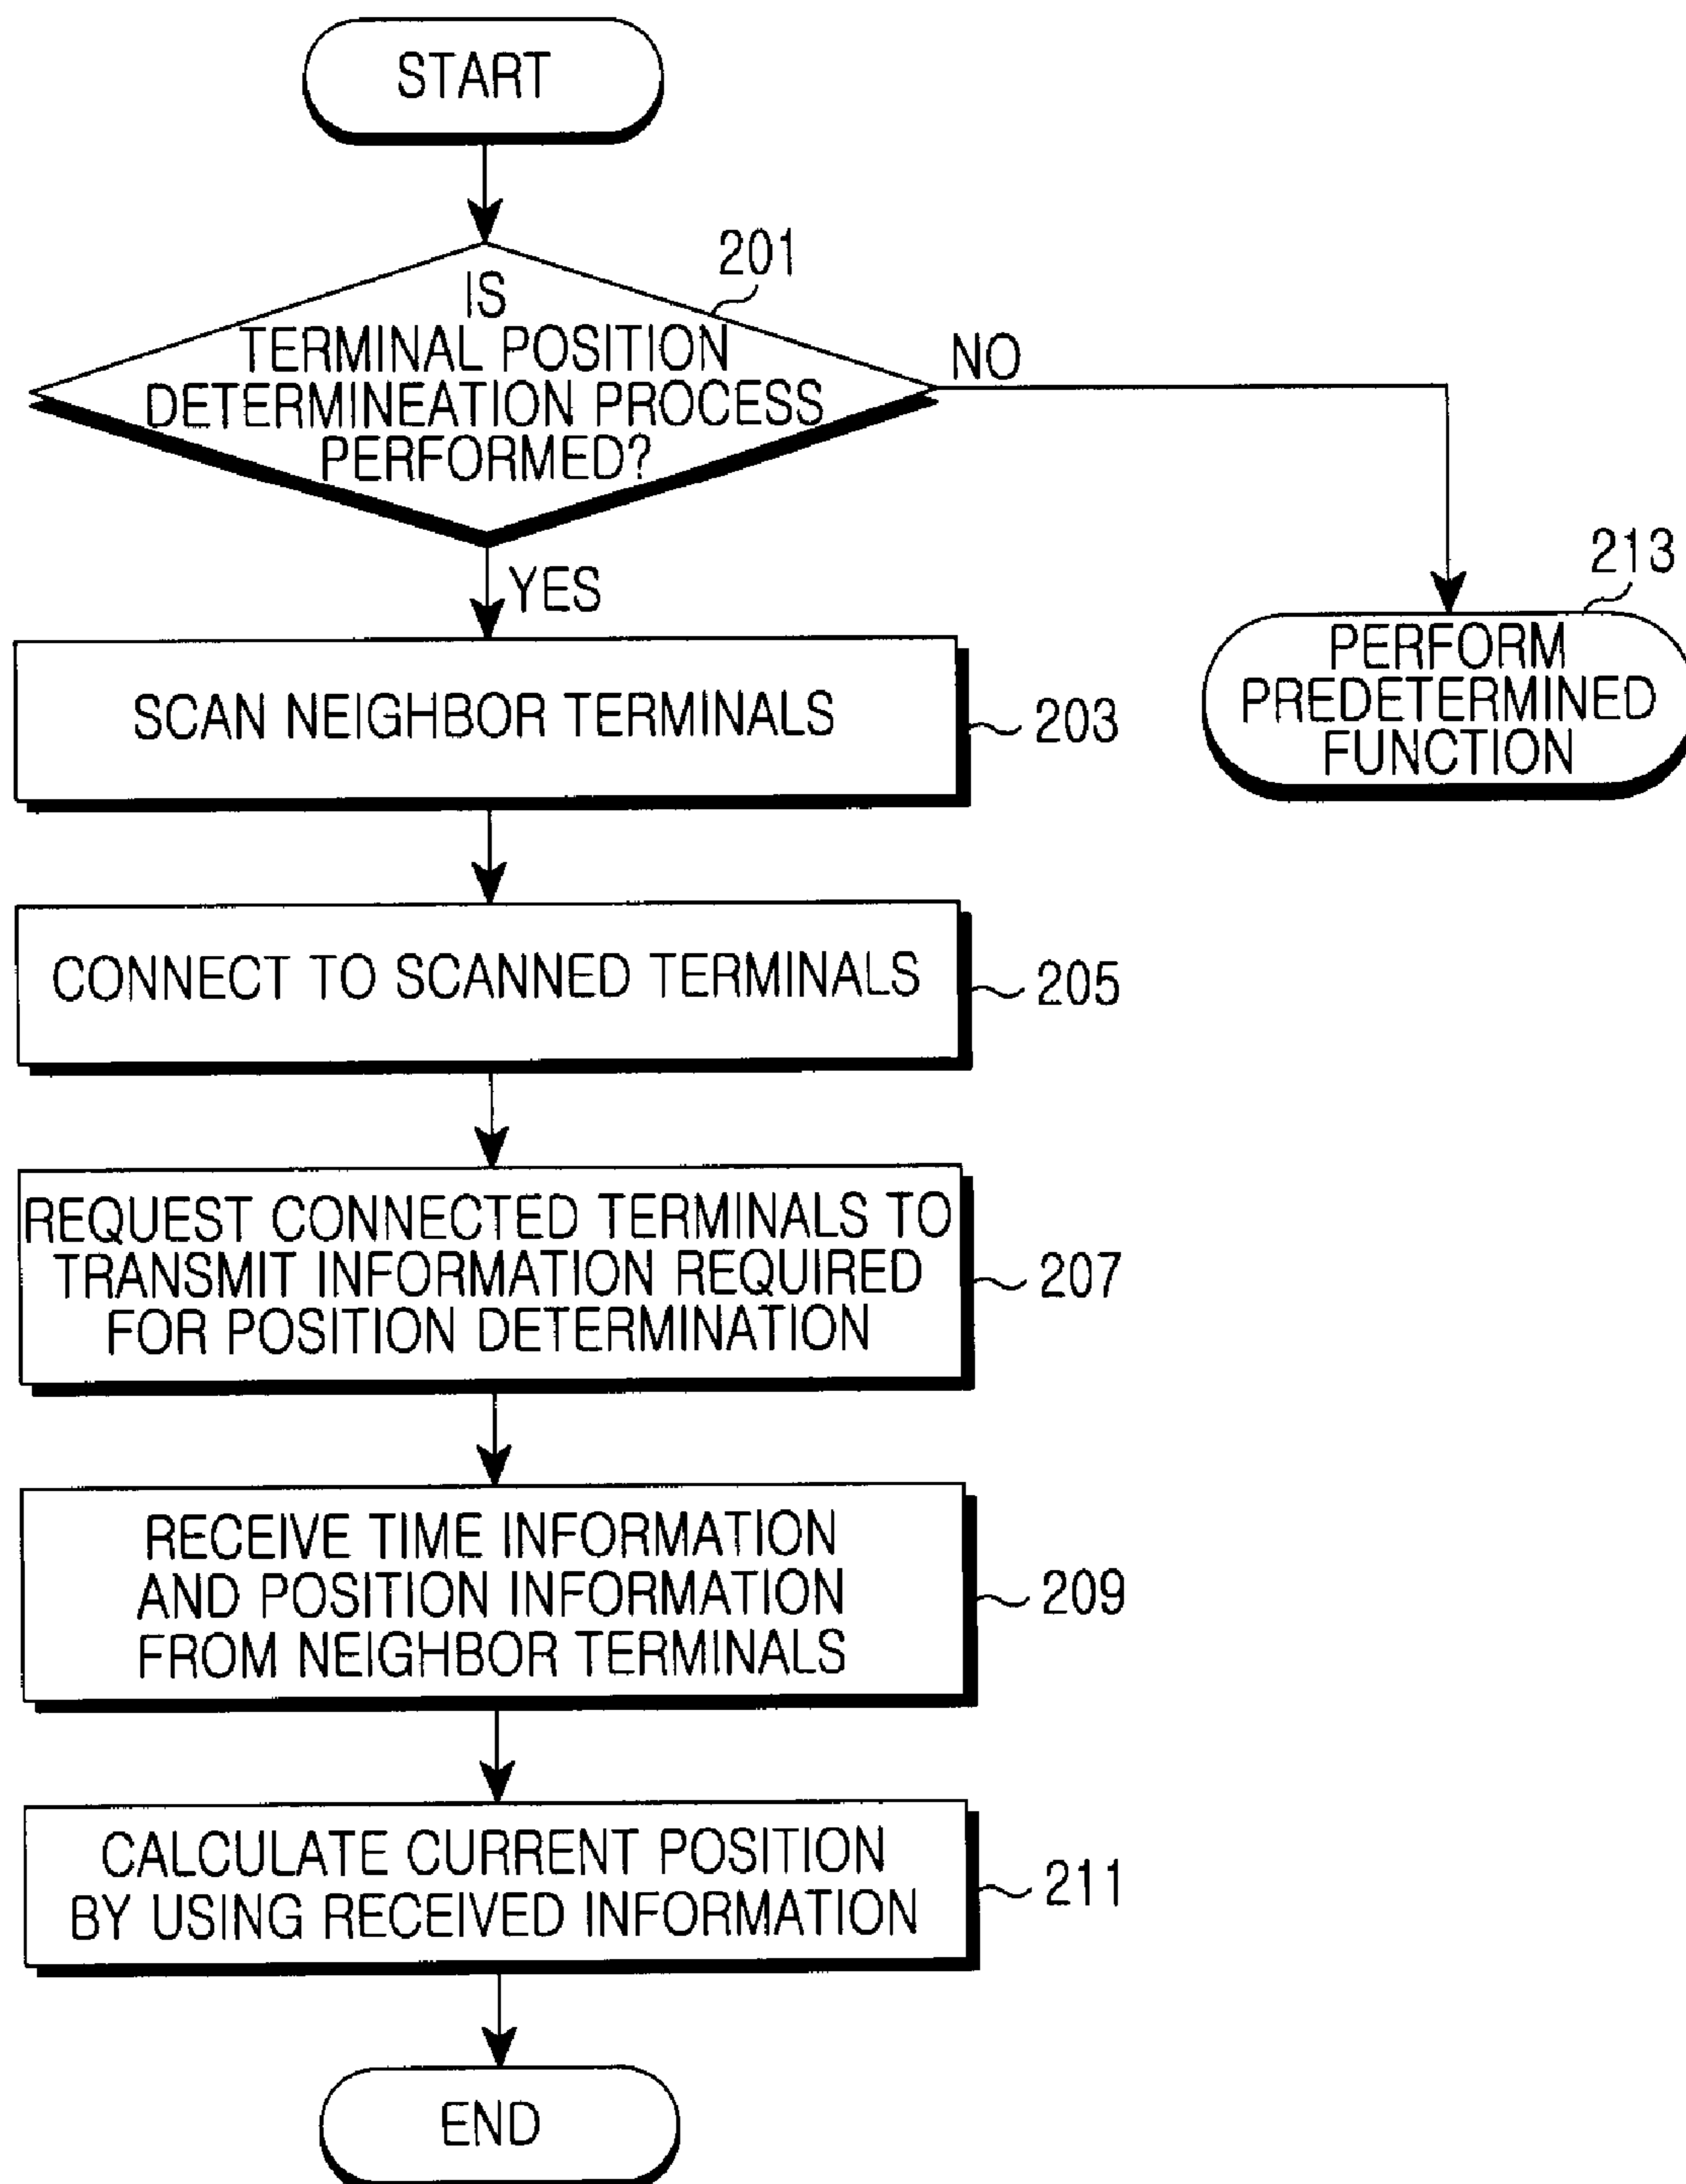 START
201
IS
TERMINAL POSITION
DETERMINEATION PROCESS
PERFORMED?
NO
YES
213
PERFORM
PREDETERMINED
FUNCTION
SCAN NEIGHBOR TERMINALS
203
CONNECT TO SCANNED TERMINALS
205
REQUEST CONNECTED TERMINALS TO
TRANSMIT INFORMATION REQUIRED
FOR POSITION DETERMINATION
207
RECEIVE TIME INFORMATION
AND POSITION INFORMATION
FROM NEIGHBOR TERMINALS
209
CALCULATE CURRENT POSITION
BY USING RECEIVED INFORMATION
211
END